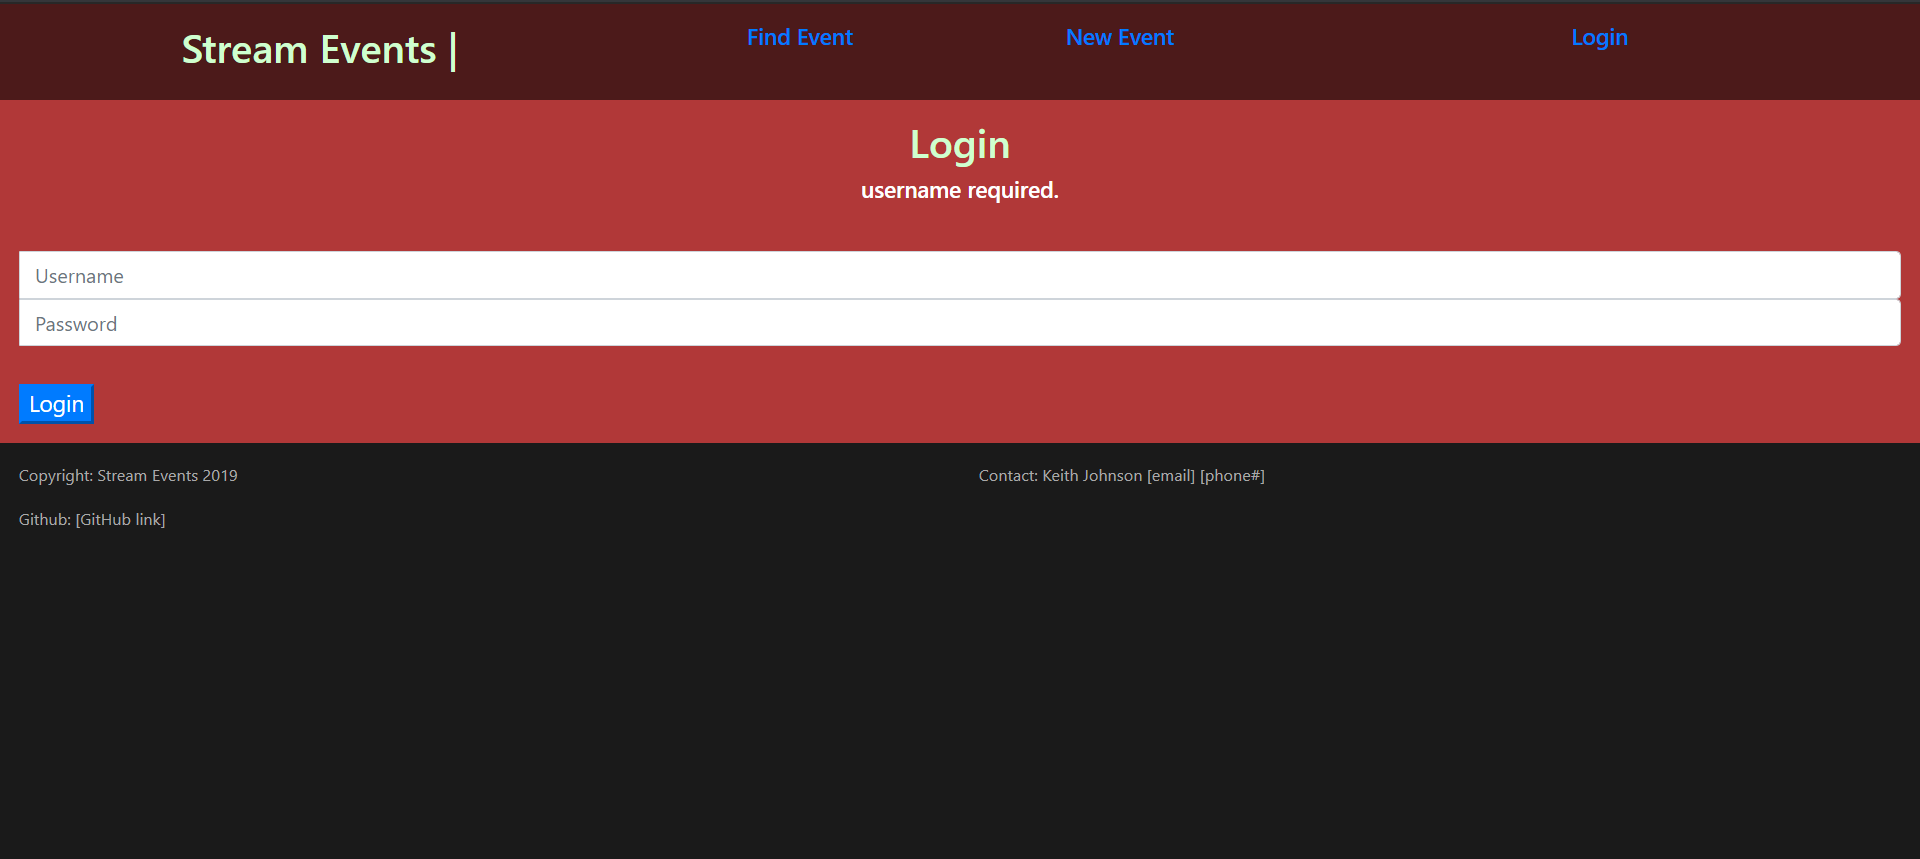 Stream Events |
Find Event
New Event
Login
Login
username required.
Username
Password
Login
Copyright: Stream Events 2019
Contact: Keith Johnson [email] [phone#]
Github: [GitHub link]